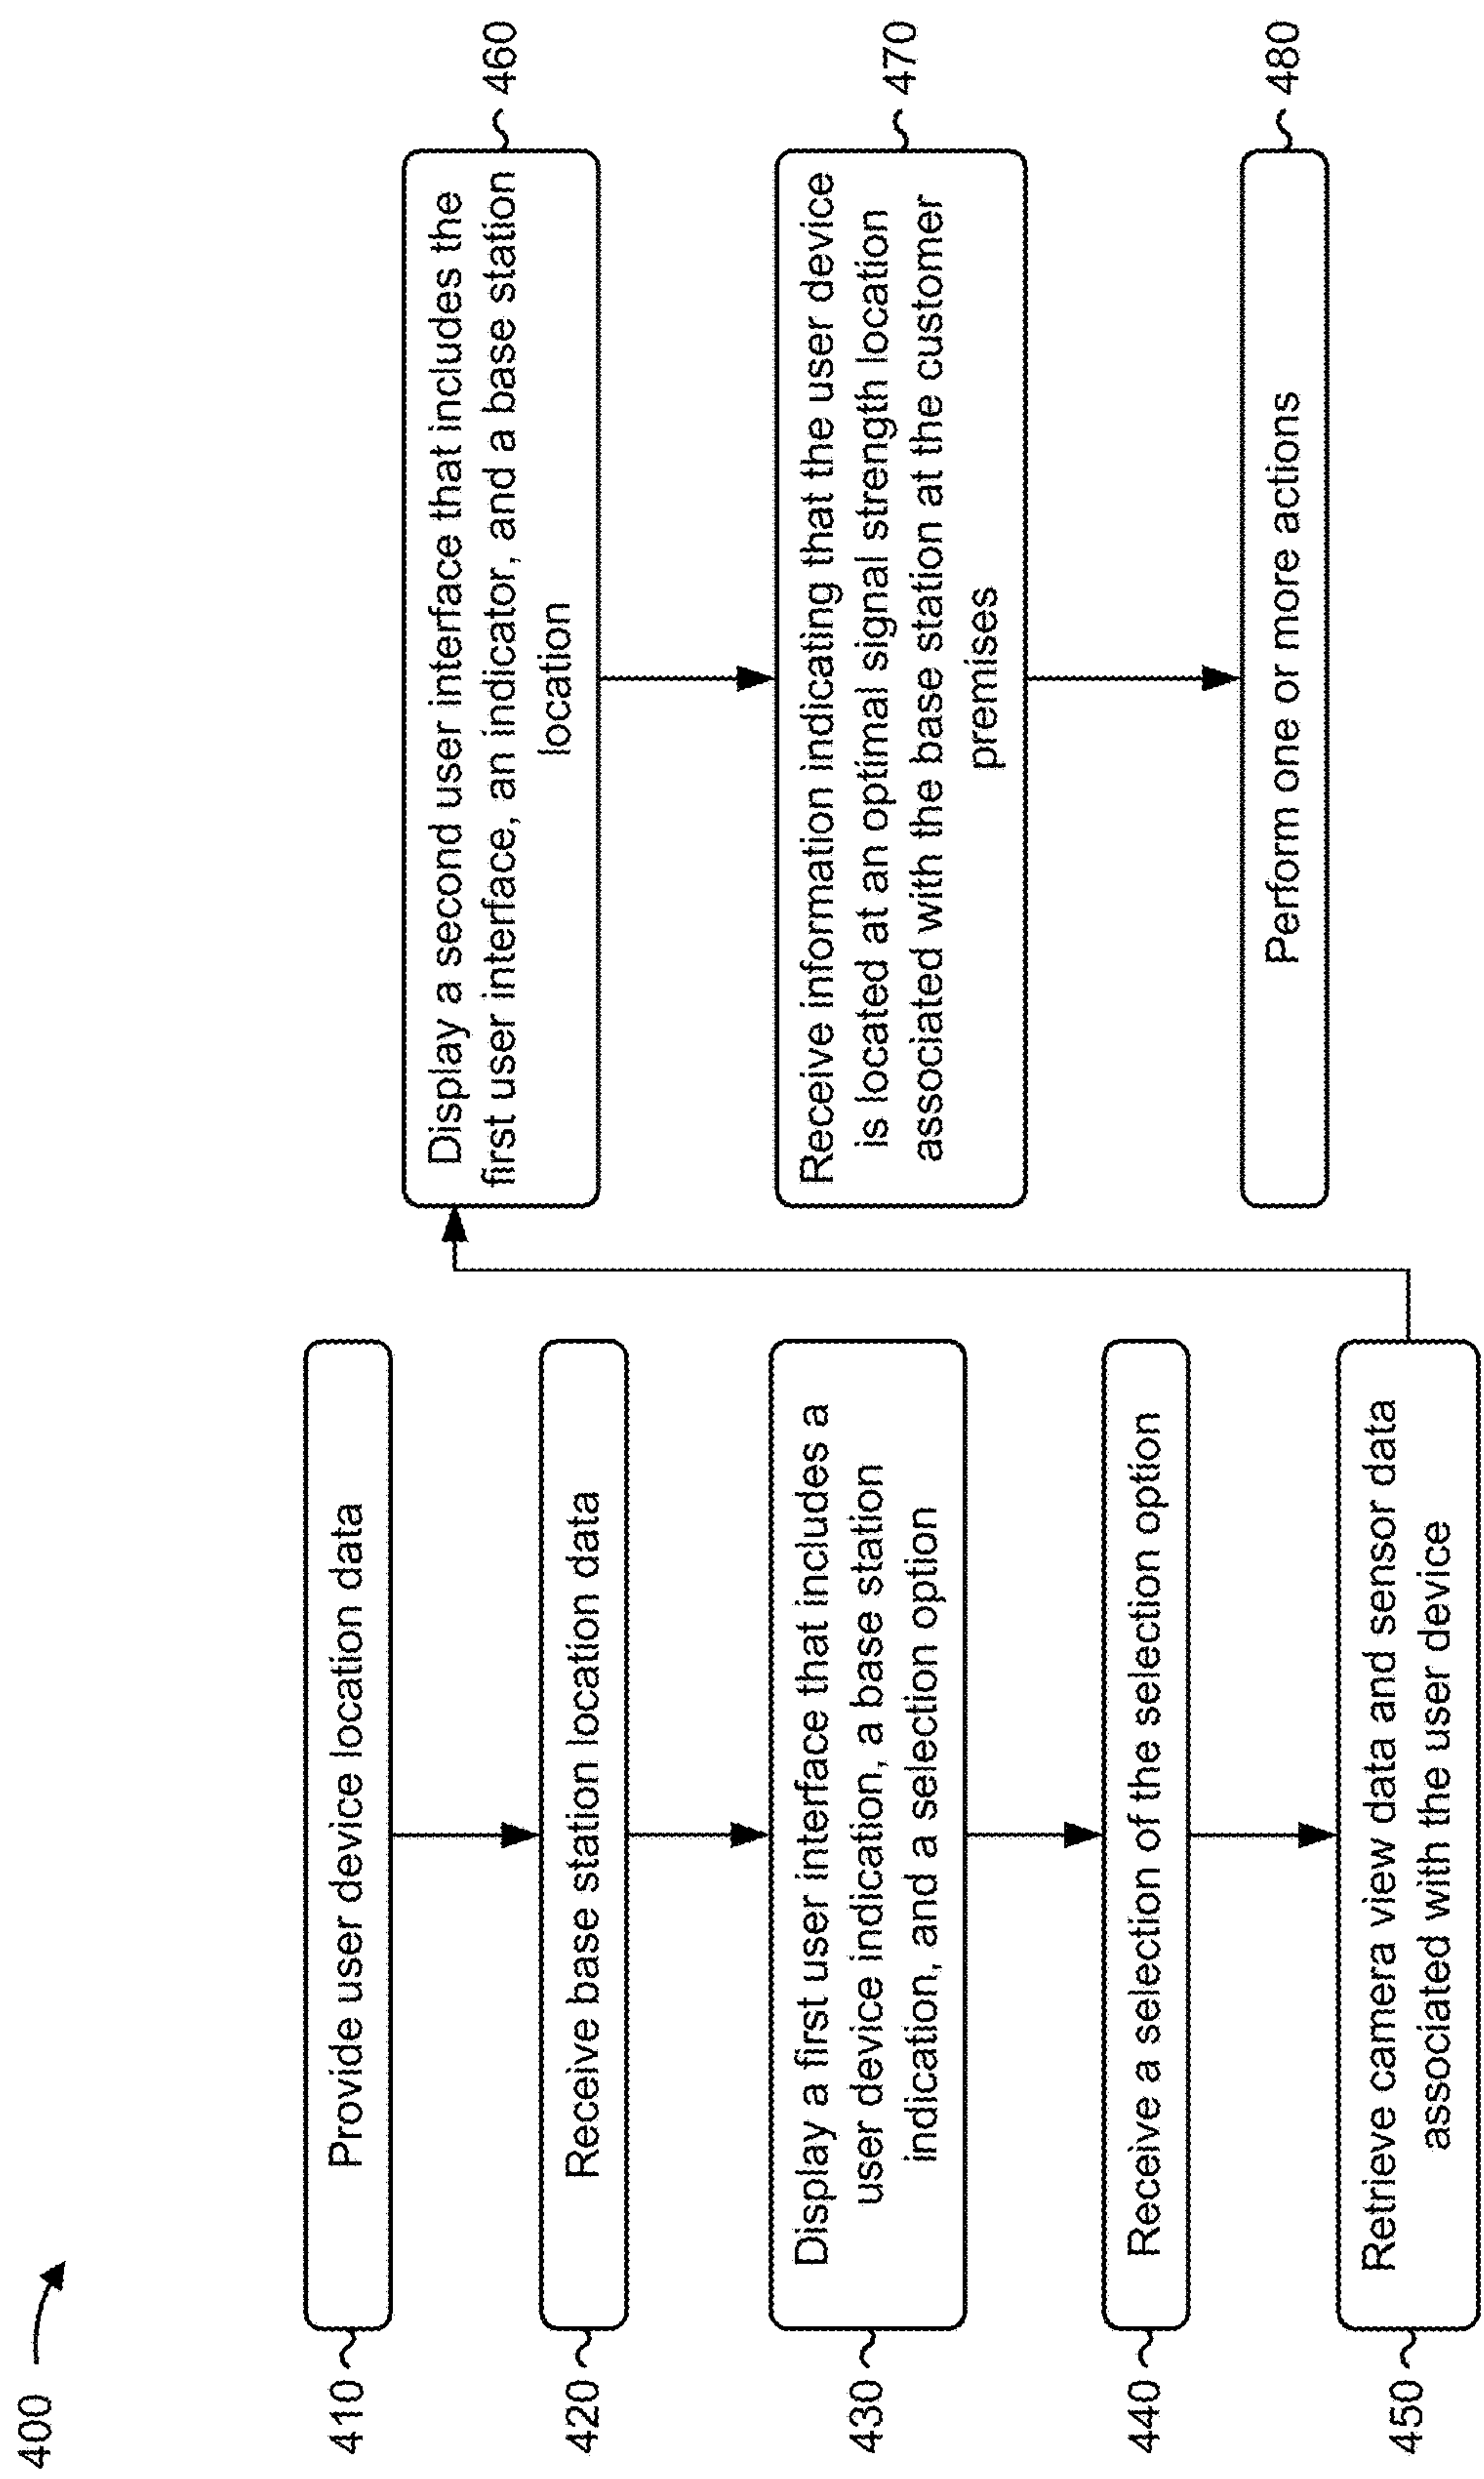 400
410
Provide user device location data
420
Receive base station location data
430
Display a first user interface that includes a
user device indication, a base station
indication, and a selection option
440
Receive a selection of the selection option
450
Retrieve camera view data and sensor data
associated with the user device
460
Display a second user interface that includes the
first user interface, an indicator, and a base station
location
470
Receive information indicating that the user device
is located at an optimal signal strength location
associated with the base station at the customer
premises
480
Perform one or more actions